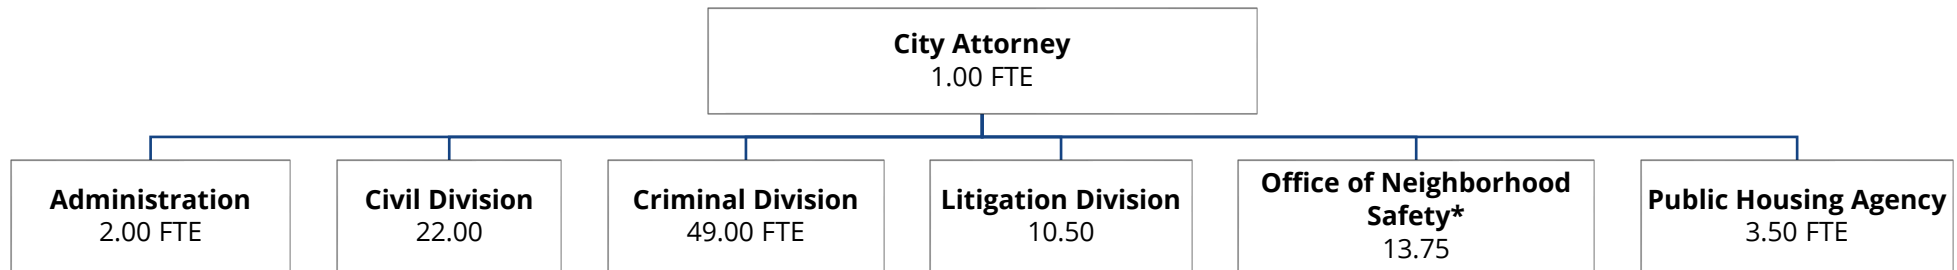 City Attorney
1.00 FTE
Administration
2.00 FTE
Civil Division
22.00
Criminal Division
49.00 FTE
Litigation Division
10.50
Office of Neighborhood
Safety*
13.75
Public Housing Agency
3.50 FTE